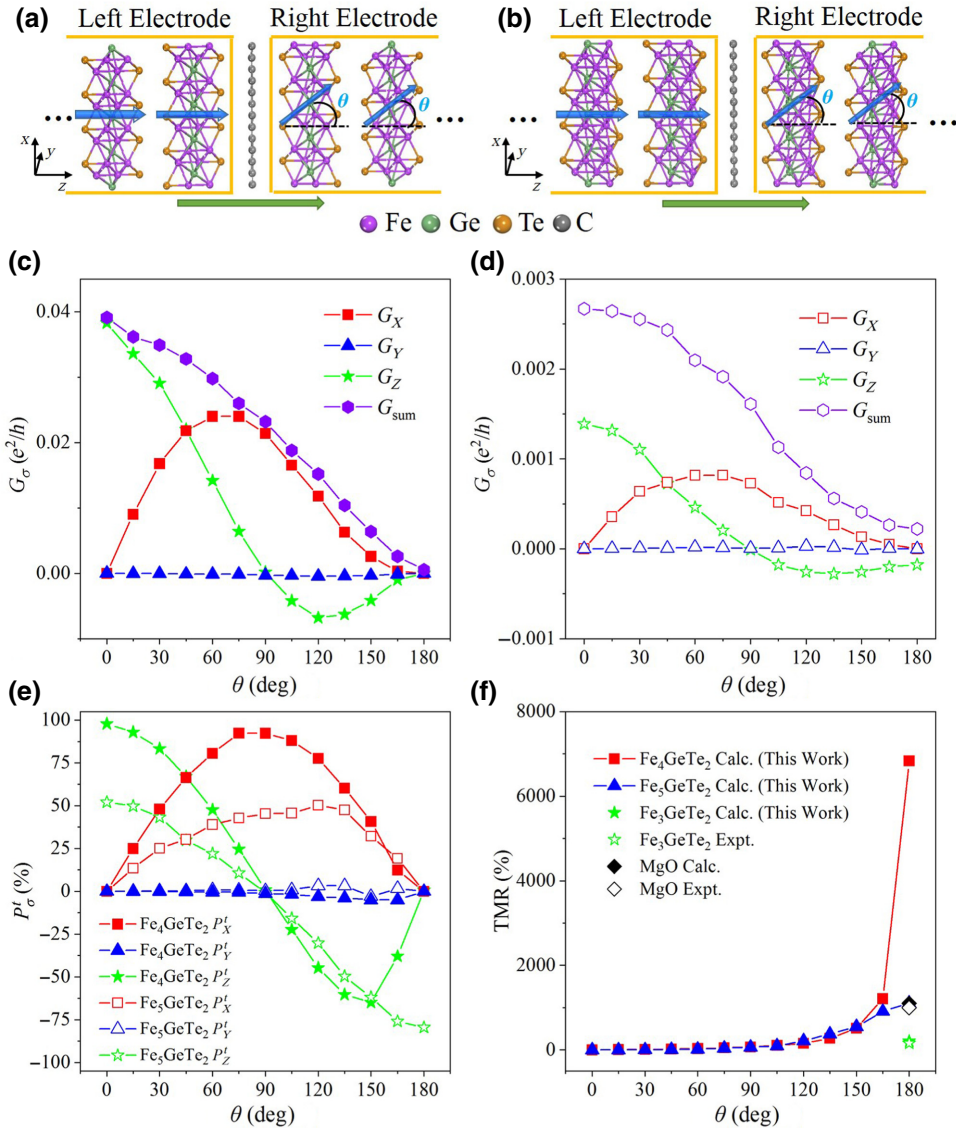 (a) Left Electrode Right Electrode
θ θ
... ...
x y z
(b) Left Electrode Right Electrode
θ θ
... ...
x y z
Fe Ge Te C
(c)
G_σ (e²/h)
0.04
0.02
0.00
G_X
G_Y
G_Z
G_sum
0 30 60 90 120 150 180
θ (deg)
(d)
G_σ (e²/h)
0.003
0.002
0.001
0.000
−0.001
G_X
G_Y
G_Z
G_sum
0 30 60 90 120 150 180
θ (deg)
(e)
P^t_σ (%)
100
75
50
25
0
−25
−50
−75
−100
Fe₄GeTe₂ P^t_X
Fe₄GeTe₂ P^t_Y
Fe₄GeTe₂ P^t_Z
Fe₅GeTe₂ P^t_X
Fe₅GeTe₂ P^t_Y
Fe₅GeTe₂ P^t_Z
0 30 60 90 120 150 180
θ (deg)
(f)
TMR (%)
8000
6000
4000
2000
0
Fe₄GeTe₂ Calc. (This Work)
Fe₅GeTe₂ Calc. (This Work)
Fe₃GeTe₂ Calc. (This Work)
Fe₃GeTe₂ Expt.
MgO Calc.
MgO Expt.
0 30 60 90 120 150 180
θ (deg)